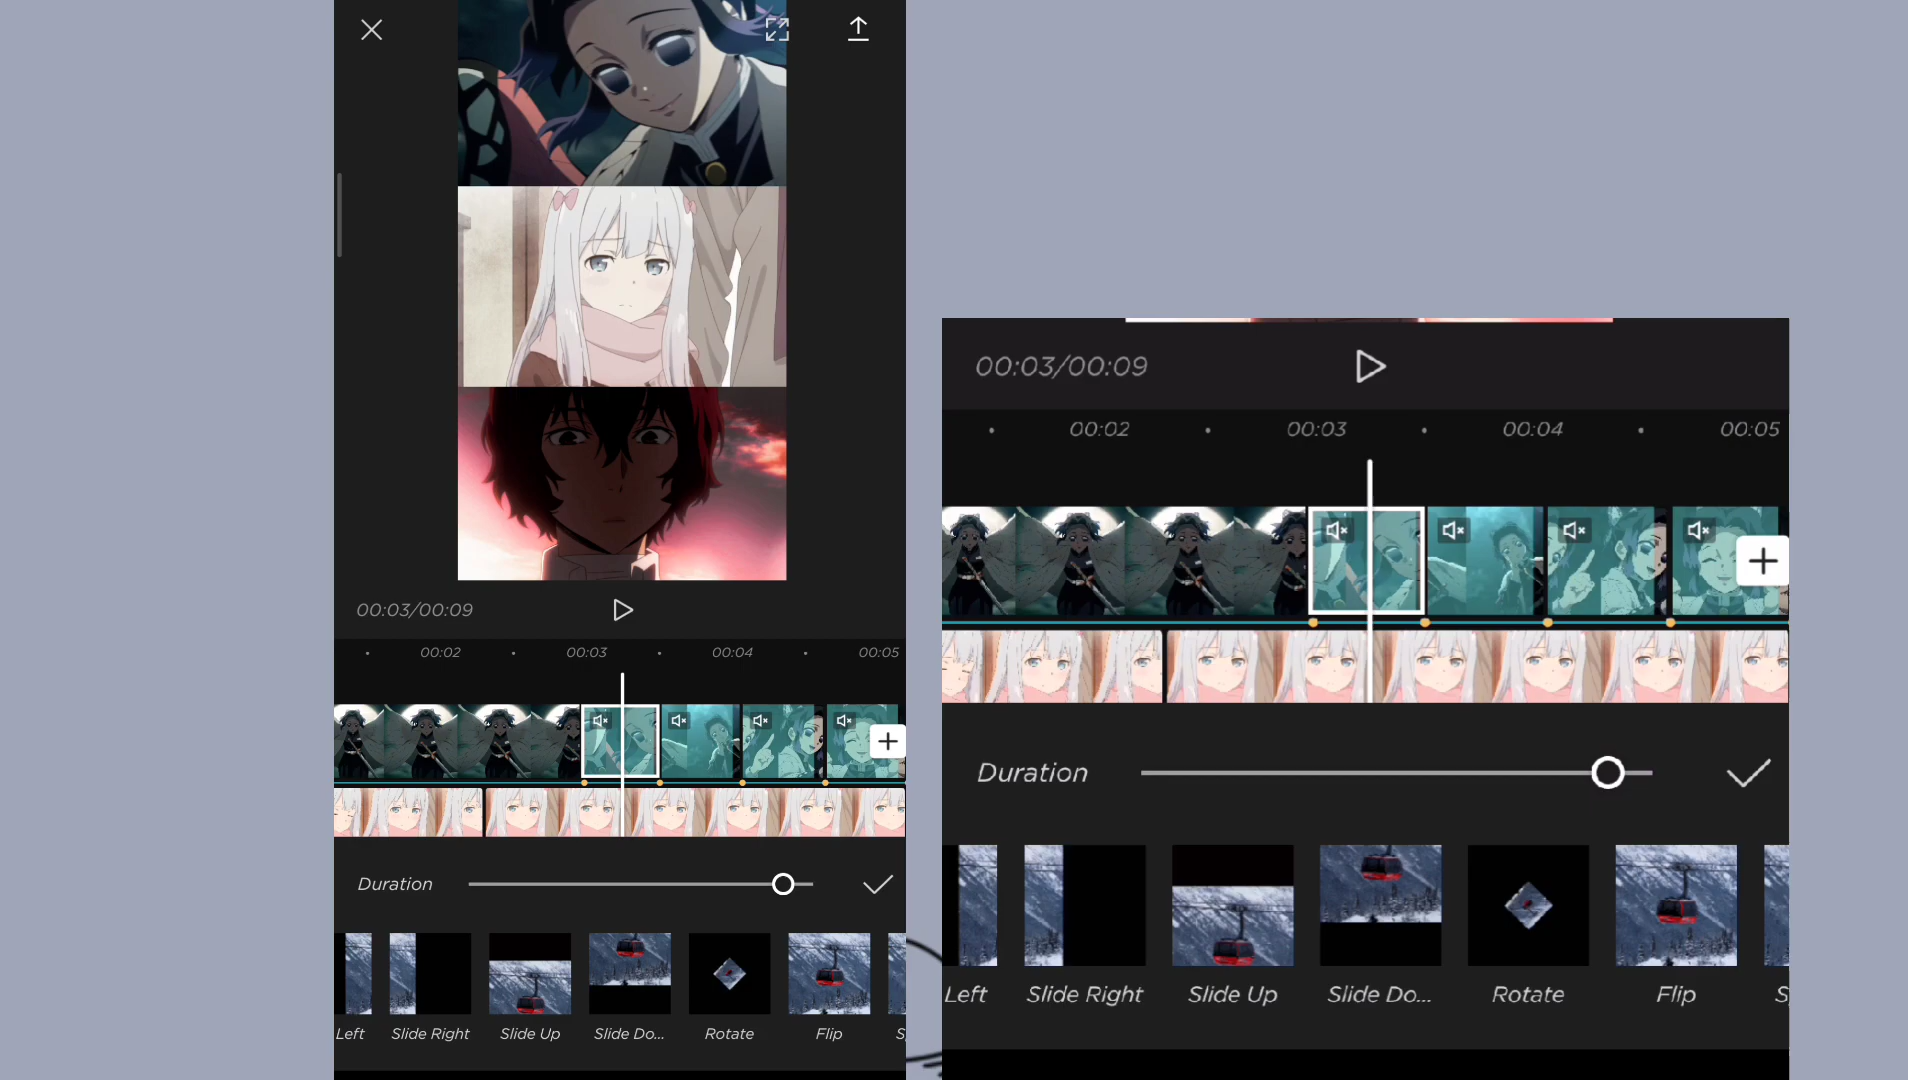 00:03/00:09
00:02 00:03 00:04 00:05
Duration
Left Slide Right Slide Up Slide Do... Rotate Flip
00:03/00:09
00:02 00:03 00:04 00:05
Duration
Left Slide Right Slide Up Slide Do... Rotate Flip